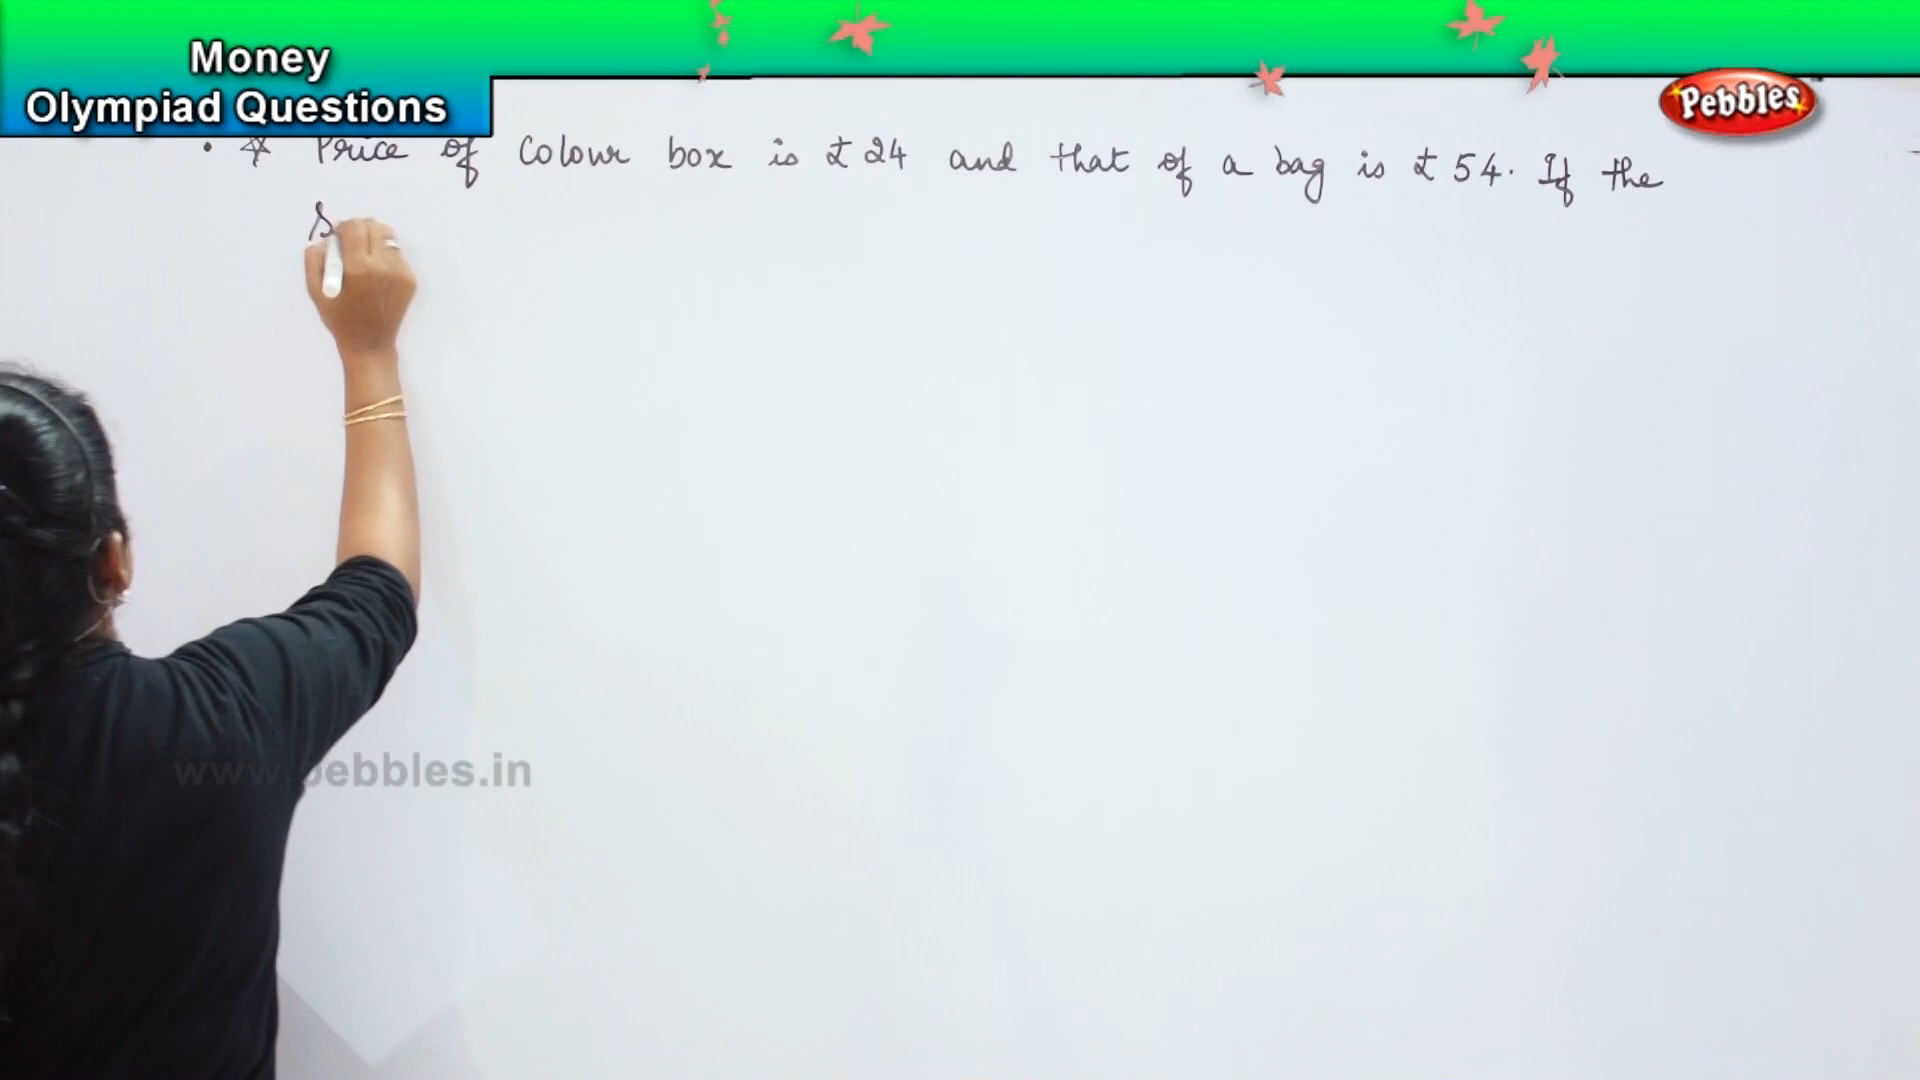 Money
Olympiad Questions
Pebbles
• ☆ Price of Colour box is ₹ 24 and that of a bag is ₹ 54. If the
s
www.pebbles.in